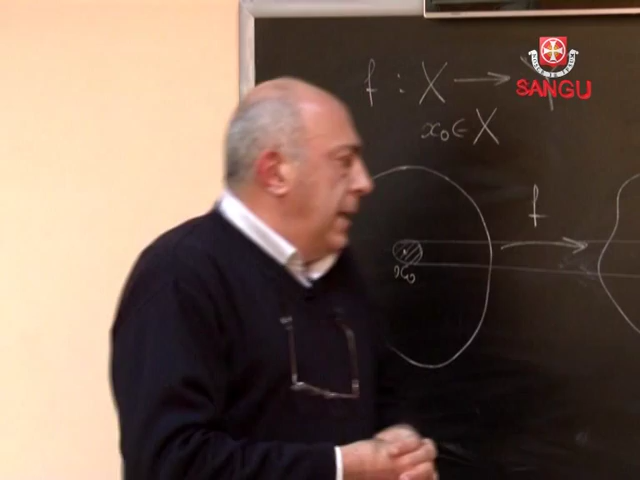 f : X →
SANGU
x₀ ∈ X
f
x₀